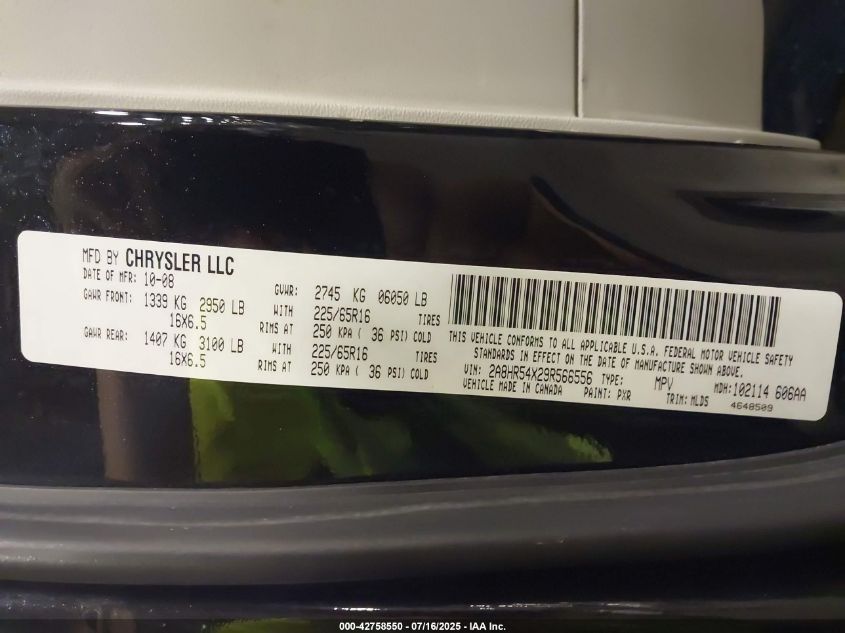 MFD BY CHRYSLER LLC
DATE OF MFR: 10-08 GVWR: 2745 KG 06050 LB
GAWR FRONT: 1339 KG 2950 LB WITH 225/65R16 TIRES
16X6.5 RIMS AT 250 KPA ( 36 PSI) COLD
GAWR REAR: 1407 KG 3100 LB WITH 225/65R16 TIRES
16X6.5 RIMS AT 250 KPA ( 36 PSI) COLD
THIS VEHICLE CONFORMS TO ALL APPLICABLE U.S.A. FEDERAL MOTOR VEHICLE SAFETY
STANDARDS IN EFFECT ON THE DATE OF MANUFACTURE SHOWN ABOVE.
VIN: 2A8HR54X29R566556 TYPE: MPV MDH:102114 606AA
VEHICLE MADE IN CANADA PAINT: PXR TRIM: MLDS 4648509
000-42758550 - 07/16/2025 - IAA Inc.